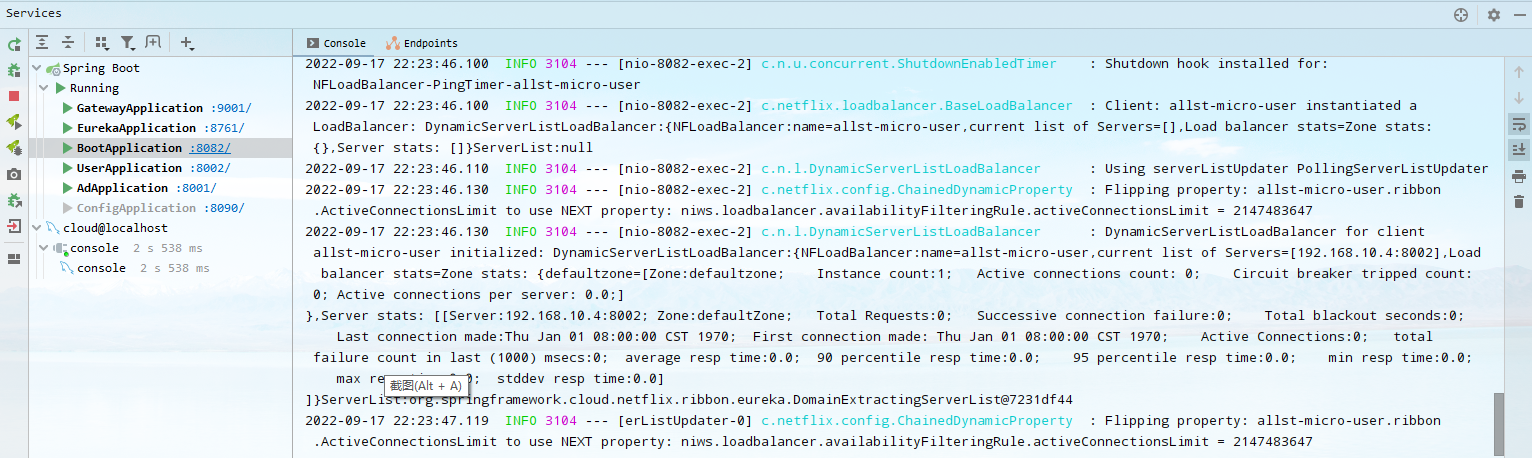 Services
Console
Endpoints
Spring Boot
Running
GatewayApplication :9001/
EurekaApplication :8761/
BootApplication :8082/
UserApplication :8002/
AdApplication :8001/
ConfigApplication :8090/
cloud@localhost
console 2 s 538 ms
console 2 s 538 ms
2022-09-17 22:23:46.100 INFO 3104 --- [nio-8082-exec-2] c.n.u.concurrent.ShutdownEnabledTimer : Shutdown hook installed for:
NFLoadBalancer-PingTimer-allst-micro-user
2022-09-17 22:23:46.100 INFO 3104 --- [nio-8082-exec-2] c.netflix.loadbalancer.BaseLoadBalancer : Client: allst-micro-user instantiated a
LoadBalancer: DynamicServerListLoadBalancer:{NFLoadBalancer:name=allst-micro-user,current list of Servers=[],Load balancer stats=Zone stats:
{},Server stats: []}ServerList:null
2022-09-17 22:23:46.110 INFO 3104 --- [nio-8082-exec-2] c.n.l.DynamicServerListLoadBalancer : Using serverListUpdater PollingServerListUpdater
2022-09-17 22:23:46.130 INFO 3104 --- [nio-8082-exec-2] c.netflix.config.ChainedDynamicProperty : Flipping property: allst-micro-user.ribbon
.ActiveConnectionsLimit to use NEXT property: niws.loadbalancer.availabilityFilteringRule.activeConnectionsLimit = 2147483647
2022-09-17 22:23:46.130 INFO 3104 --- [nio-8082-exec-2] c.n.l.DynamicServerListLoadBalancer : DynamicServerListLoadBalancer for client
allst-micro-user initialized: DynamicServerListLoadBalancer:{NFLoadBalancer:name=allst-micro-user,current list of Servers=[192.168.10.4:8002],Load
balancer stats=Zone stats: {defaultzone=[Zone:defaultzone; Instance count:1; Active connections count: 0; Circuit breaker tripped count:
0; Active connections per server: 0.0;]
},Server stats: [[Server:192.168.10.4:8002; Zone:defaultZone; Total Requests:0; Successive connection failure:0; Total blackout seconds:0;
Last connection made:Thu Jan 01 08:00:00 CST 1970; First connection made: Thu Jan 01 08:00:00 CST 1970; Active Connections:0; total
failure count in last (1000) msecs:0; average resp time:0.0; 90 percentile resp time:0.0; 95 percentile resp time:0.0; min resp time:0.0;
max re 0; stddev resp time:0.0]
截图(Alt + A)
]}ServerList:org.springframework.cloud.netflix.ribbon.eureka.DomainExtractingServerList@7231df44
2022-09-17 22:23:47.119 INFO 3104 --- [erListUpdater-0] c.netflix.config.ChainedDynamicProperty : Flipping property: allst-micro-user.ribbon
.ActiveConnectionsLimit to use NEXT property: niws.loadbalancer.availabilityFilteringRule.activeConnectionsLimit = 2147483647